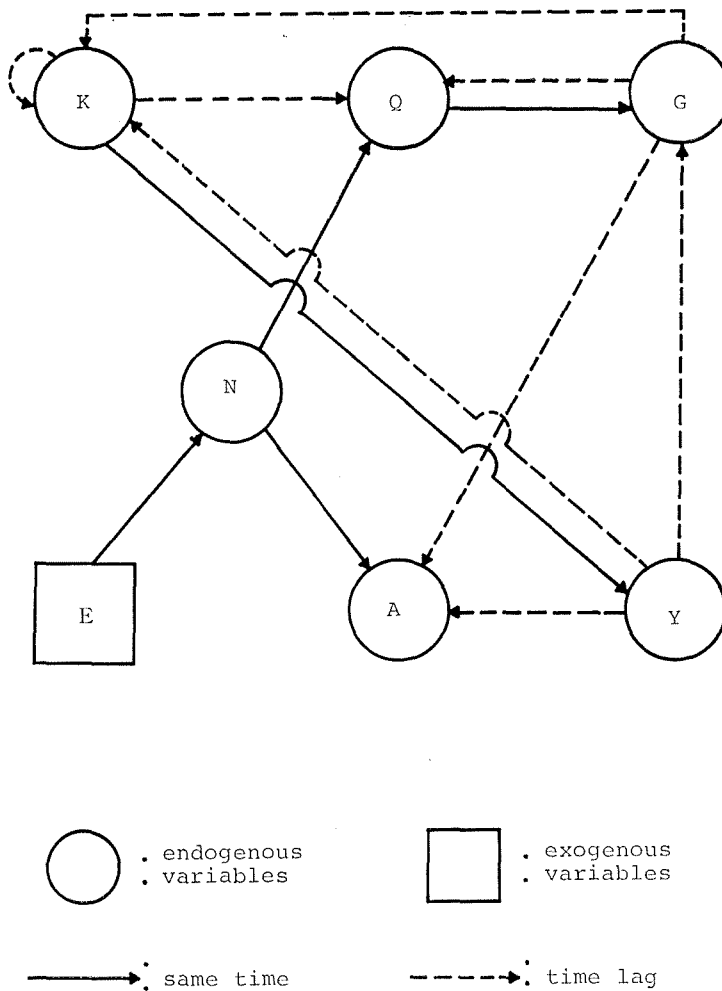 K
Q
G
N
E
A
Y
: endogenous
: variables
: exogenous
: variables
: same time
: time lag